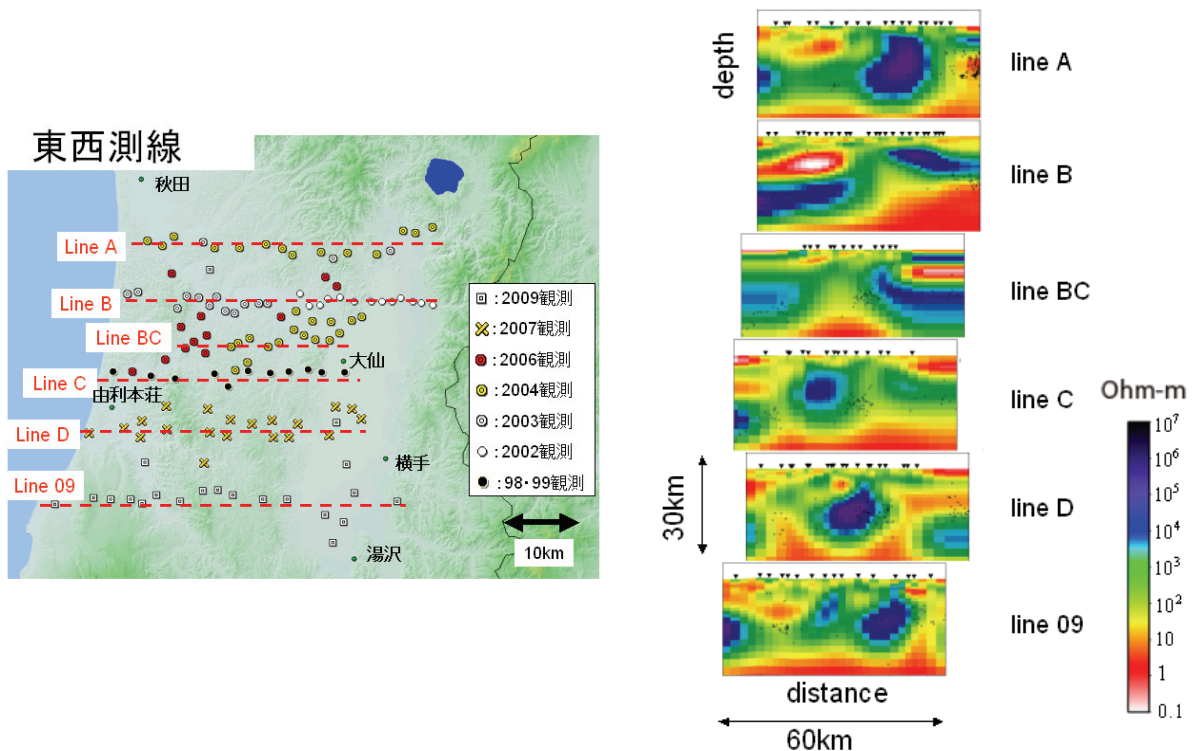 東西測線
秋田
Line A
Line B
Line BC
大仙
Line C
由利本荘
Line D
横手
Line 09
湯沢
:2009観測
:2007観測
:2006観測
:2004観測
:2003観測
:2002観測
:98・99観測
10km
depth
line A
line B
line BC
line C
line D
line 09
30km
distance
60km
Ohm-m
10⁷
10⁶
10⁵
10⁴
10³
10²
10
1
0.1